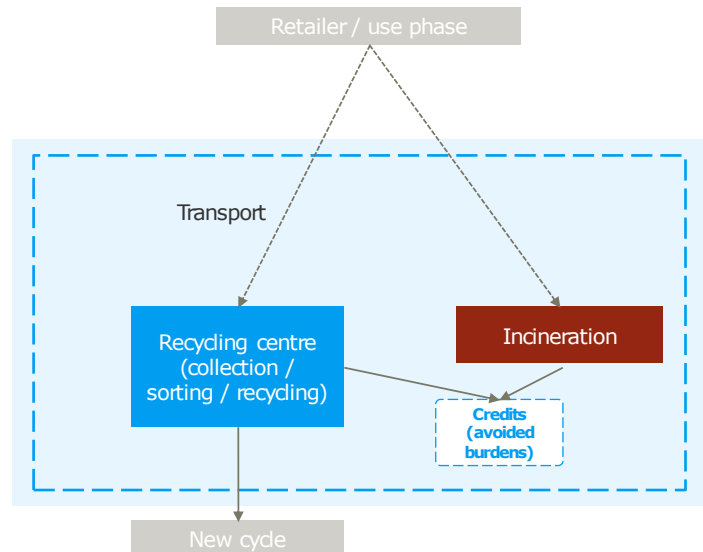 Retailer / use phase
Transport
Recycling centre
(collection /
sorting / recycling)
Incineration
Credits
(avoided
burdens)
New cycle